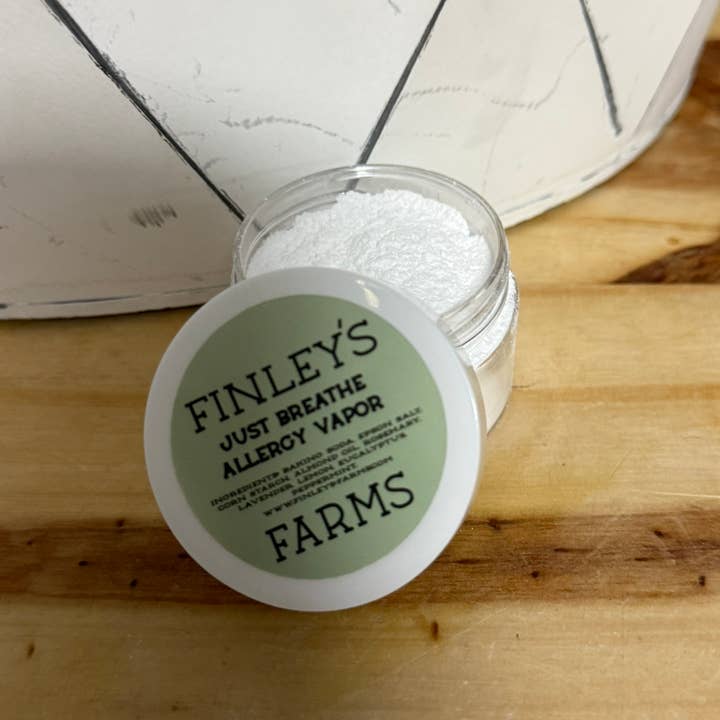 FINLEY'S
JUST BREATHE
ALLERGY VAPOR
INGREDIENTS BAKING SODA, EPSON SALT,
CORN STARCH, ALMOND OIL, ROSEMARY,
LAVENDER, LEMON, EUCALYPTUS,
PEPPERMINT
WWW.FINLEYSFARMS.COM
FARMS